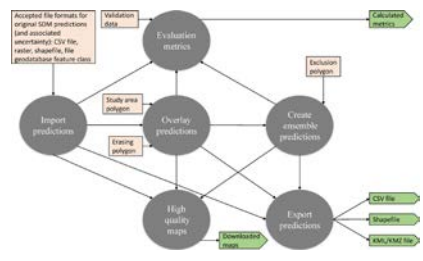 Accepted file formats for
original SDM predictions
(and associated
uncertainty): CSV file,
raster, shapefile, file
geodatabase feature class
Validation
data
Calculated
metrics
Evaluation
metrics
Exclusion
polygon
Study area
polygon
Import
predictions
Overlay
predictions
Create
ensemble
predictions
Erasing
polygon
High
quality
maps
Export
predictions
CSV file
Shapefile
KML/KMZ file
Downloaded
maps